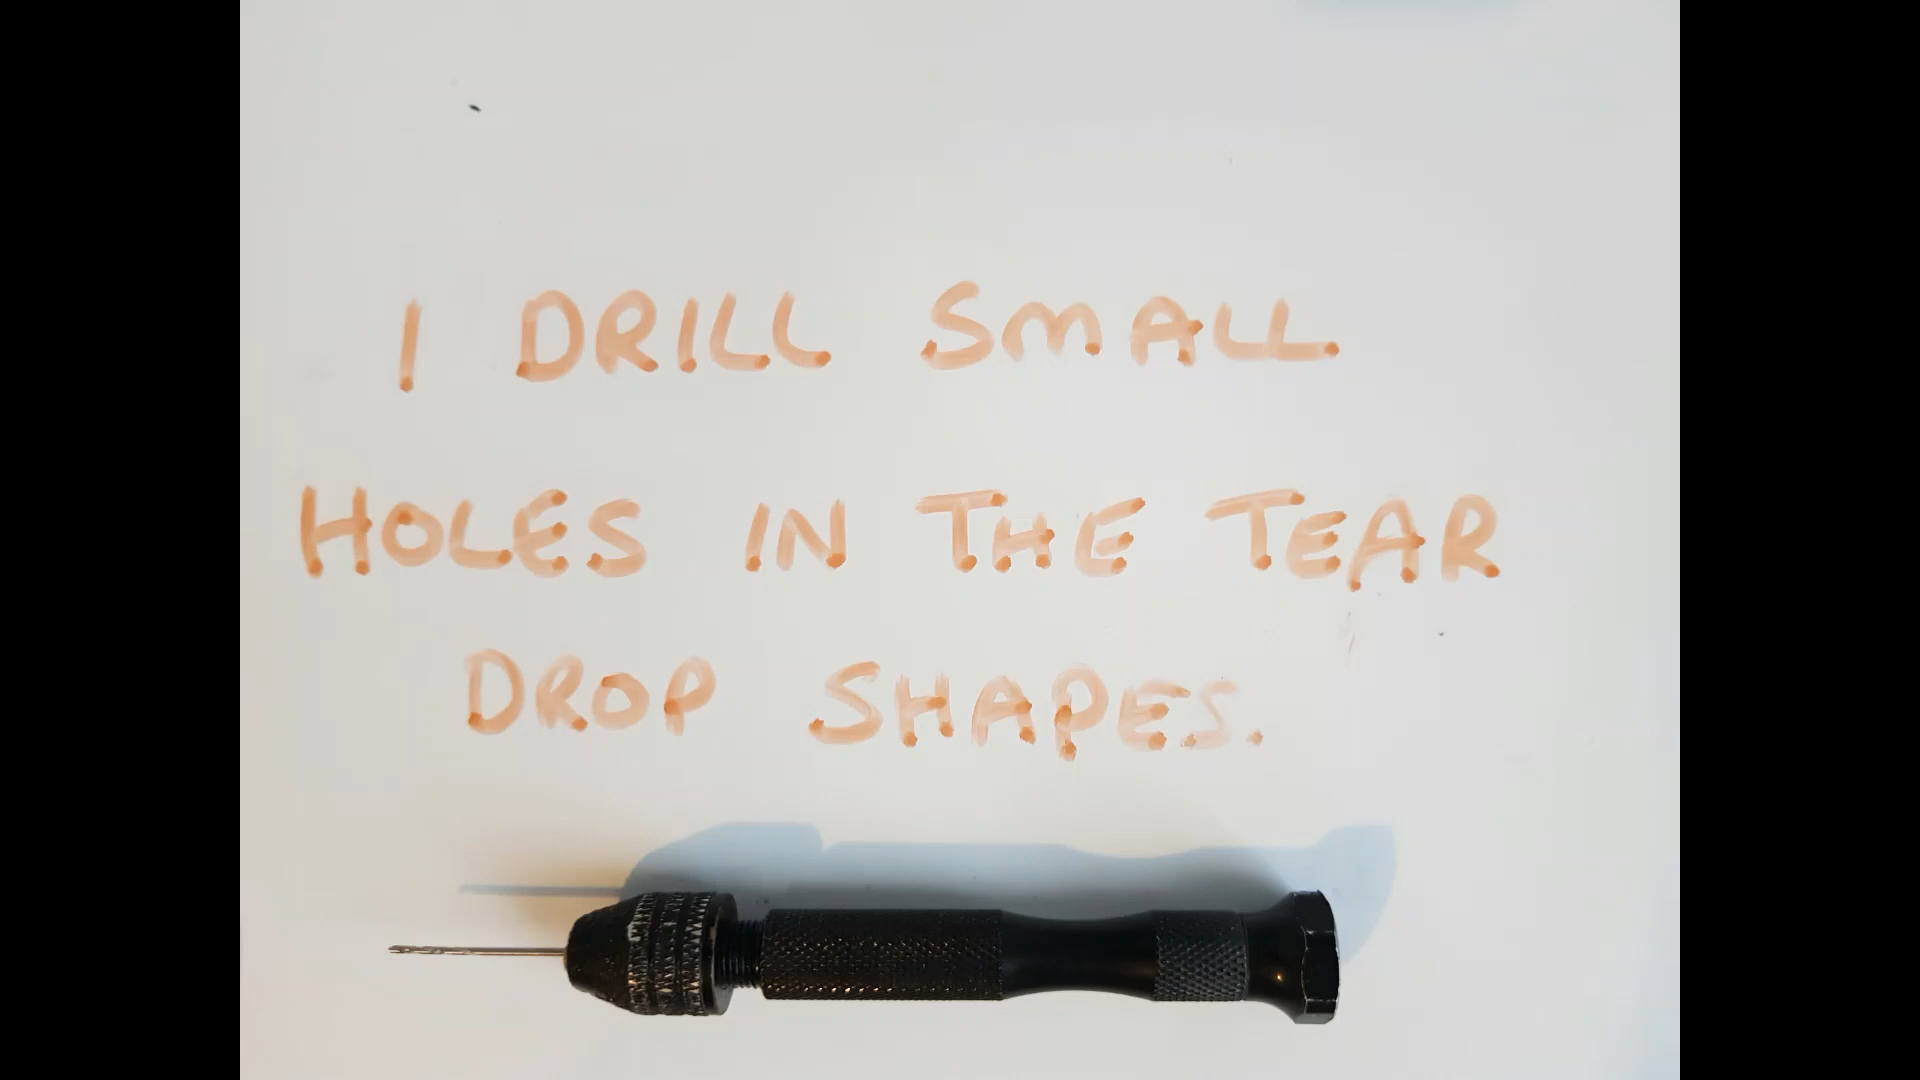 I DRILL SMALL
HOLES IN THE TEAR
DROP SHAPES.